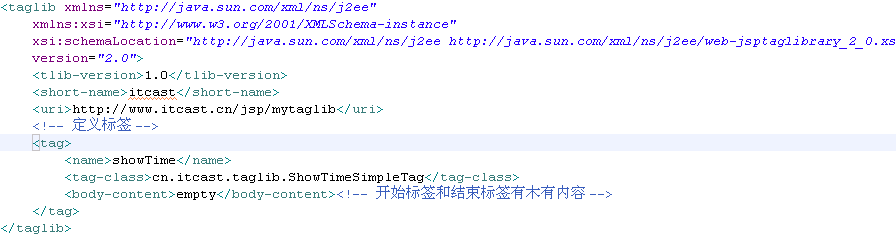 <taglib xmlns="http://java.sun.com/xml/ns/j2ee"
xmlns:xsi="http://www.w3.org/2001/XMLSchema-instance"
xsi:schemaLocation="http://java.sun.com/xml/ns/j2ee http://java.sun.com/xml/ns/j2ee/web-jsptaglibrary_2_0.xs
version="2.0">
<tlib-version>1.0</tlib-version>
<short-name>itcast</short-name>
<uri>http://www.itcast.cn/jsp/mytaglib</uri>
<!-- 定义标签 -->
<tag>
<name>showTime</name>
<tag-class>cn.itcast.taglib.ShowTimeSimpleTag</tag-class>
<body-content>empty</body-content><!-- 开始标签和结束标签有木有内容 -->
</tag>
</taglib>